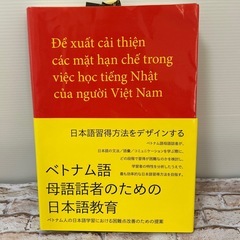 Đề xuất cải thiện
các mặt hạn chế trong
việc học tiếng Nhật
của người Việt Nam
日本語習得方法をデザインする
ベトナム語
母語話者のための
日本語教育
ベトナム人の日本語学習における困難点改善のための提案